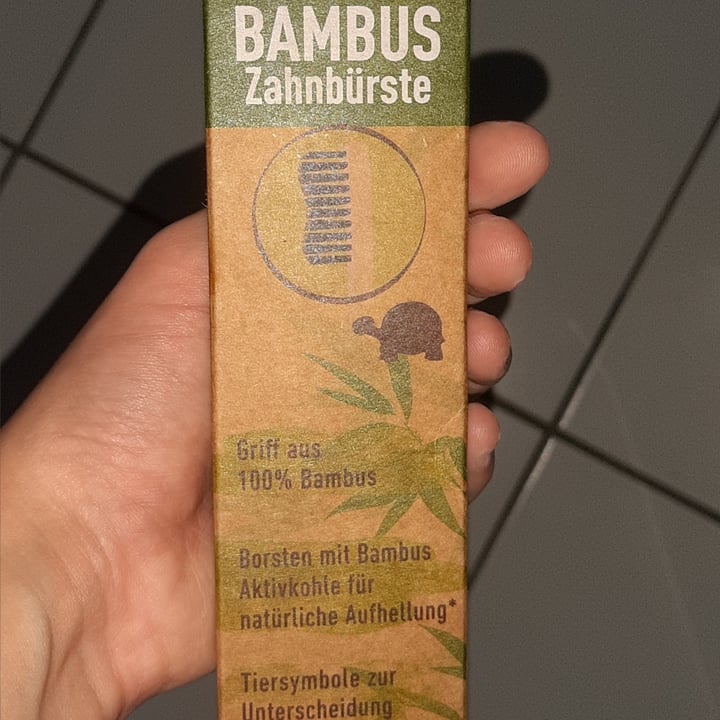 BAMBUS
Zahnbürste
Griff aus
100% Bambus
Borsten mit Bambus
Aktivkohle für
natürliche Aufhellung*
Tiersymbole zur
Unterscheidung